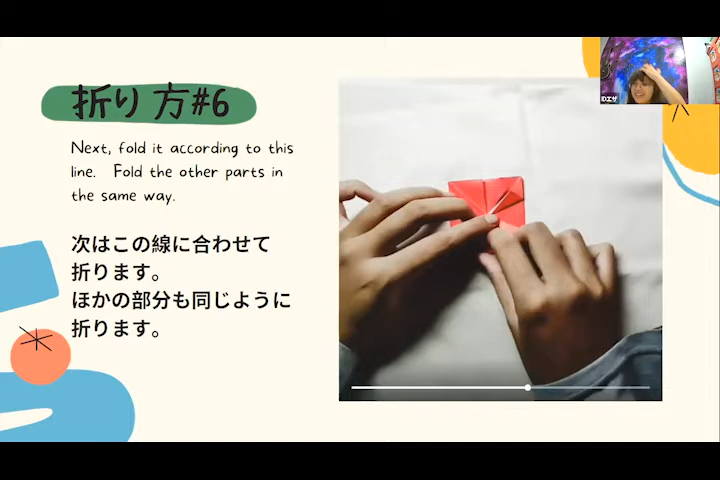 折り方#6
Next, fold it according to this
line. Fold the other parts in
the same way.
次はこの線に合わせて
折ります。
ほかの部分も同じように
折ります。